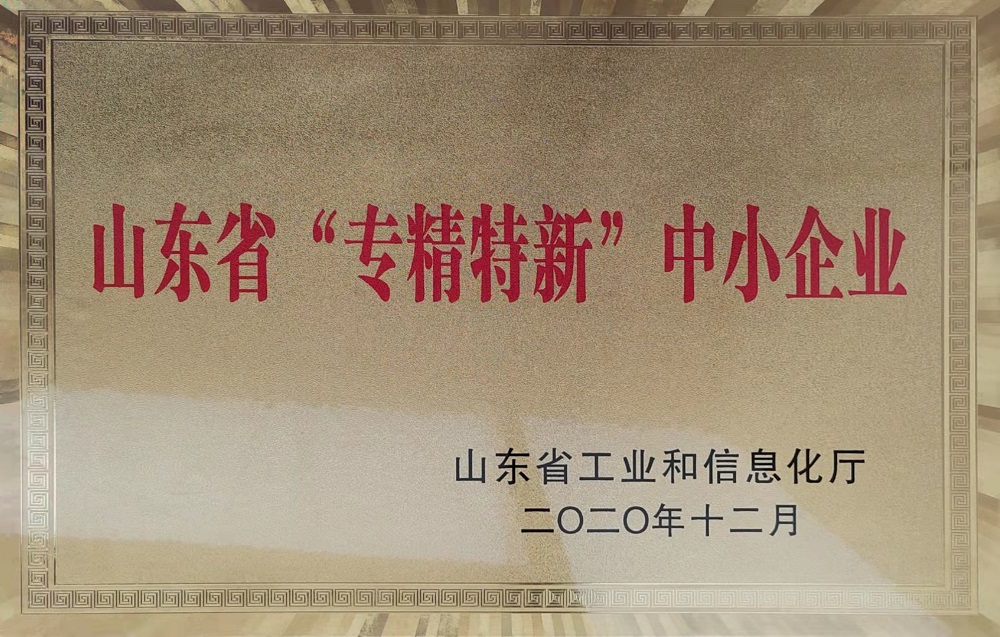 山东省“专精特新”中小企业
山东省工业和信息化厅
二〇二〇年十二月